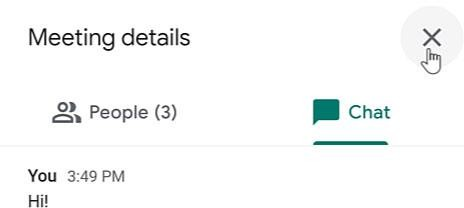 Meeting details
People (3)
Chat
You 3:49 PM
Hi!